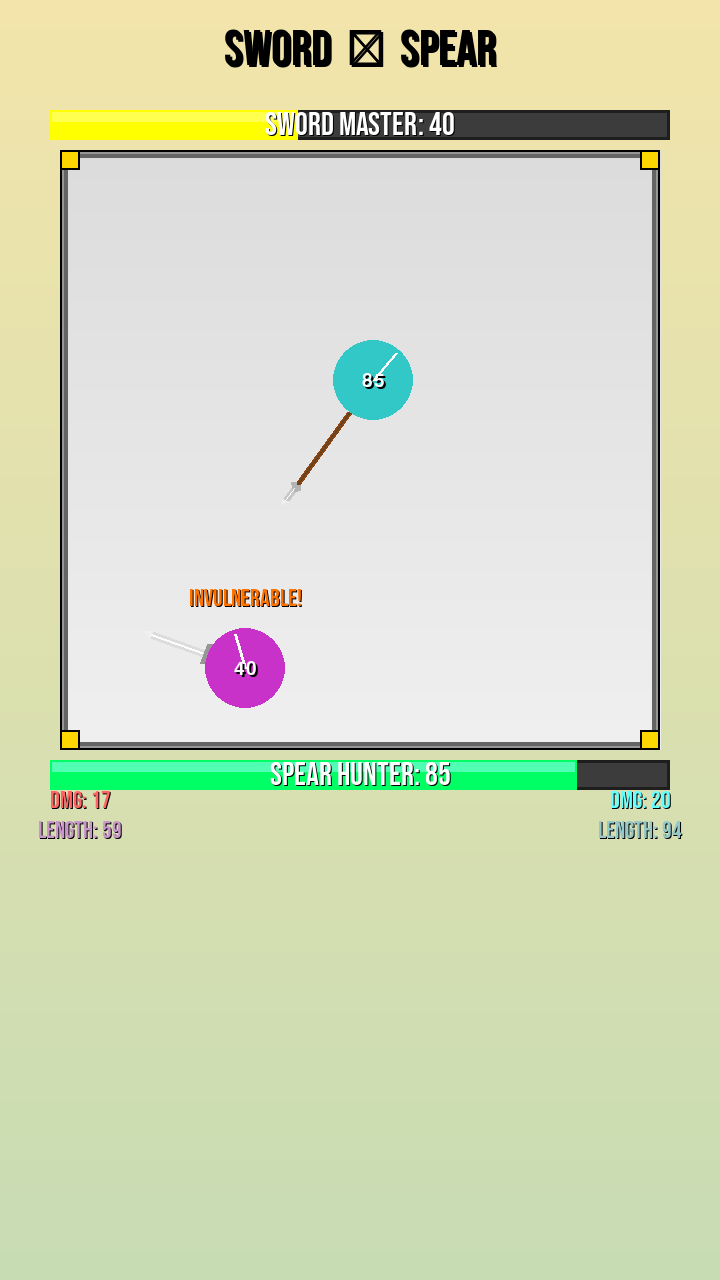 SWORD ☒ SPEAR
SWORD MASTER: 40
85
INVULNERABLE!
40
SPEAR HUNTER: 85
DMG: 17 DMG: 20
LENGTH: 59 LENGTH: 94